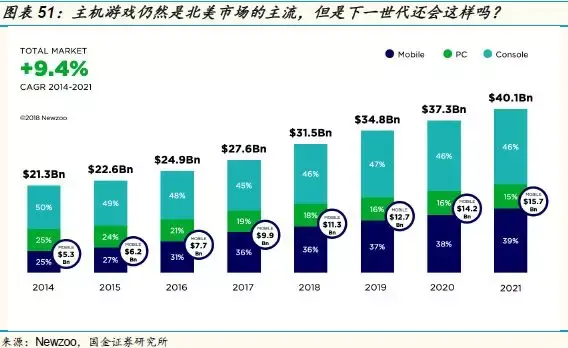 图表 51：主机游戏仍然是北美市场的主流，但是下一世代还会这样吗？
TOTAL MARKET
+9.4%
CAGR 2014-2021
©2018 Newzoo
Mobile PC Console
$21.3Bn $22.6Bn $24.9Bn $27.6Bn $31.5Bn $34.8Bn $37.3Bn $40.1Bn
50% 49% 48% 45% 46% 47% 46% 46%
25% 24% 21% 19% 18% 16% 16% 15%
25% 27% 31% 36% 36% 37% 38% 39%
MOBILE MOBILE MOBILE MOBILE MOBILE MOBILE MOBILE MOBILE
$5.3 $6.2 $7.7 $9.9 $11.3 $12.7 $14.2 $15.7
Bn Bn Bn Bn Bn Bn Bn Bn
2014 2015 2016 2017 2018 2019 2020 2021
来源：Newzoo，国金证券研究所